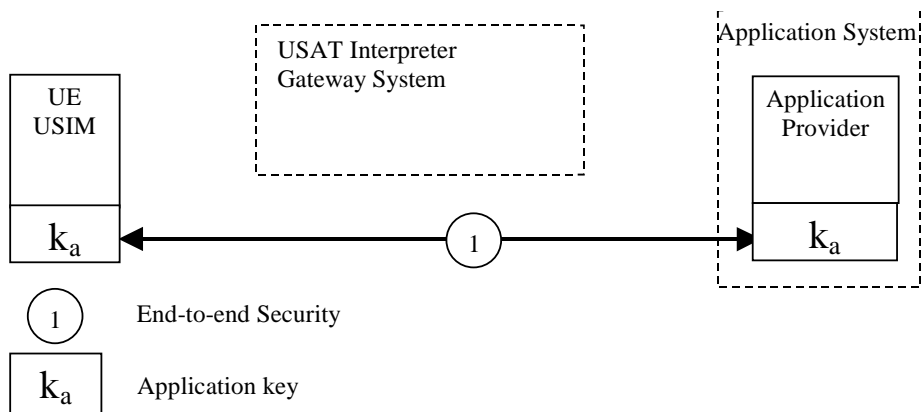 USAT Interpreter
Gateway System
Application System
UE
USIM
Application
Provider
kₐ
1
kₐ
1
End-to-end Security
kₐ
Application key